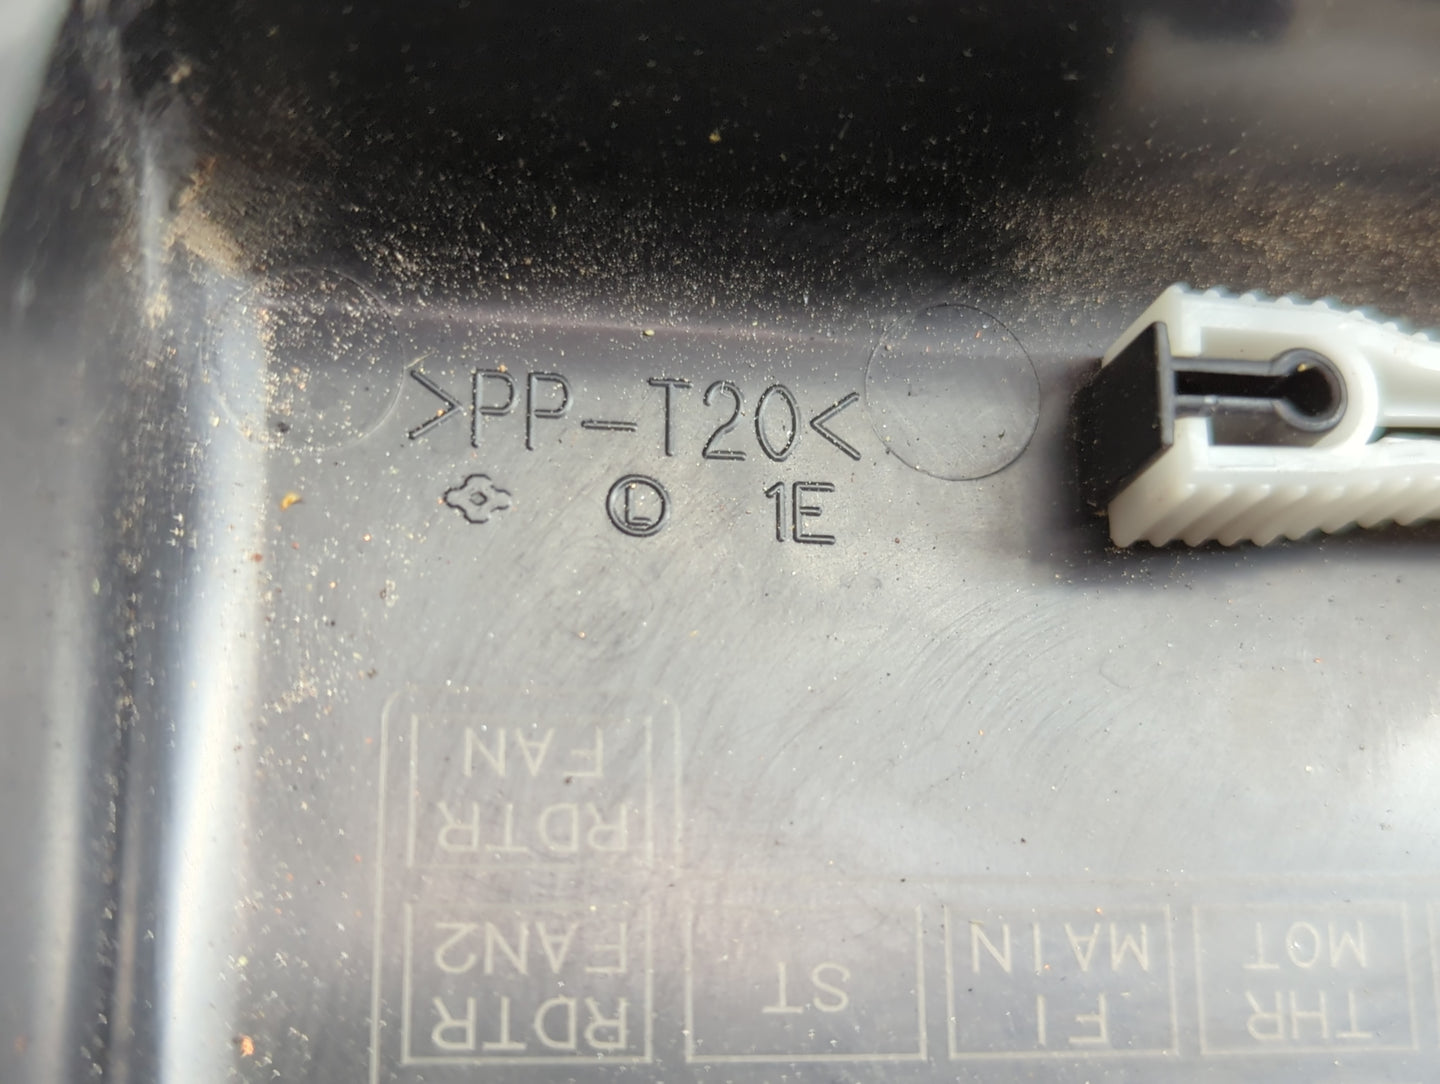 >PP-T20<
L 1E
RDTR
FAN
RDTR
FAN2
ST
FI
MAIN
THR
MOT